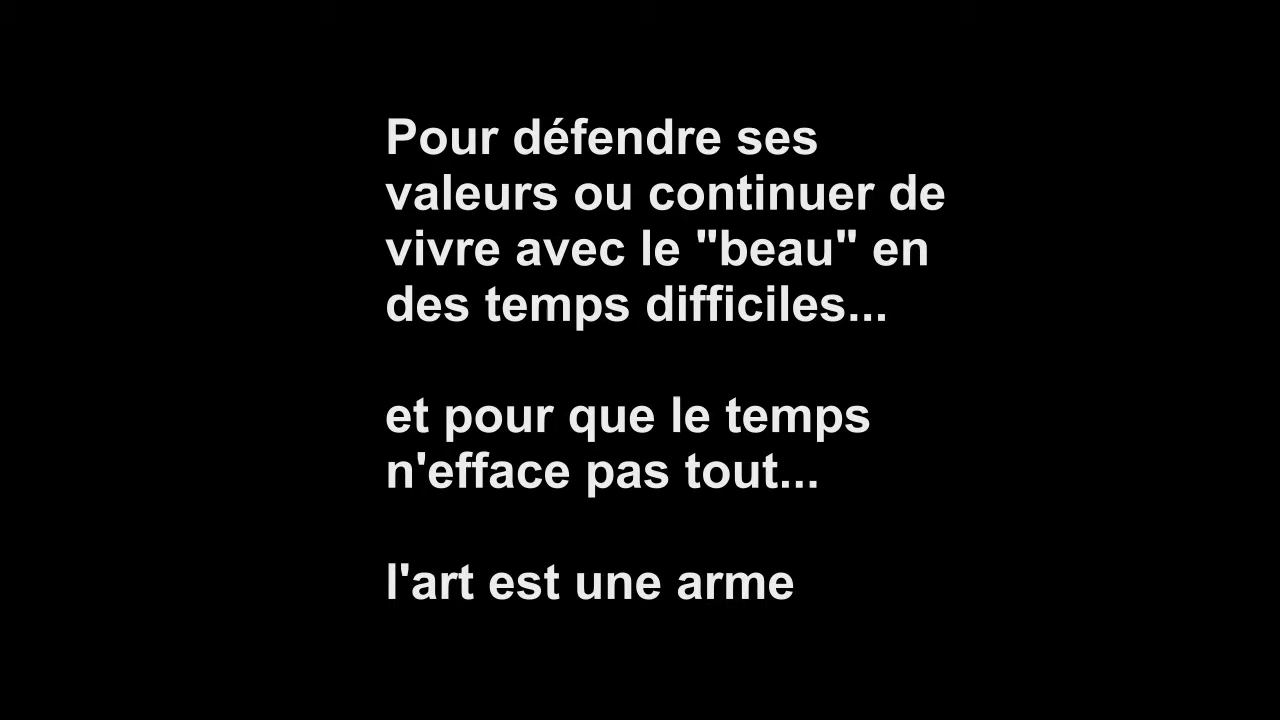 Pour défendre ses
valeurs ou continuer de
vivre avec le "beau" en
des temps difficiles...
et pour que le temps
n'efface pas tout...
l'art est une arme